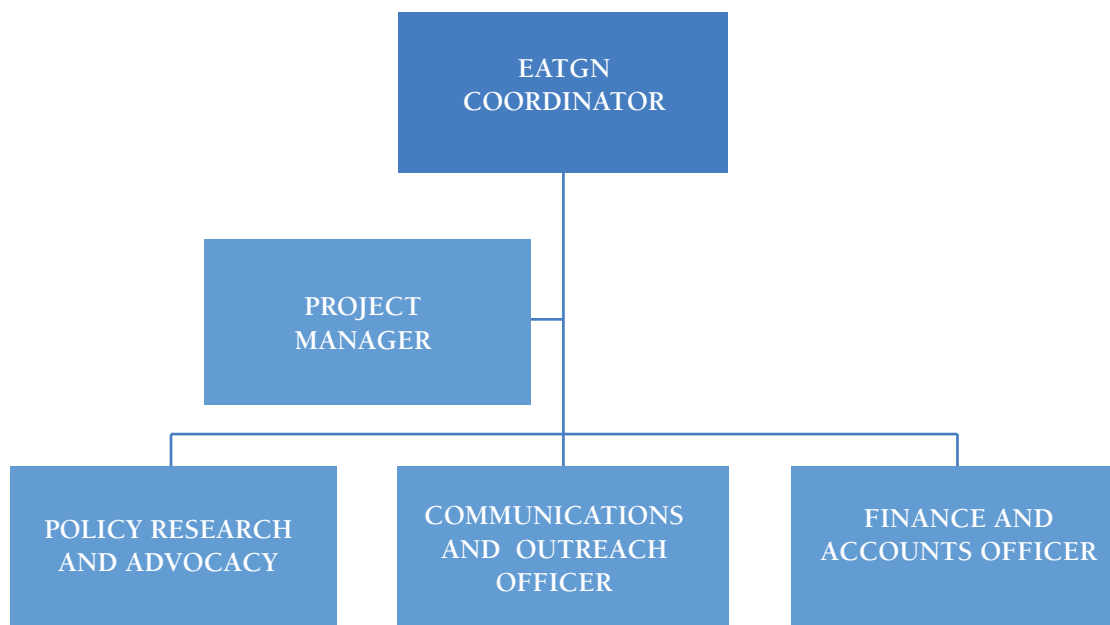 EATGN
COORDINATOR
PROJECT
MANAGER
POLICY RESEARCH
AND ADVOCACY
COMMUNICATIONS
AND OUTREACH
OFFICER
FINANCE AND
ACCOUNTS OFFICER